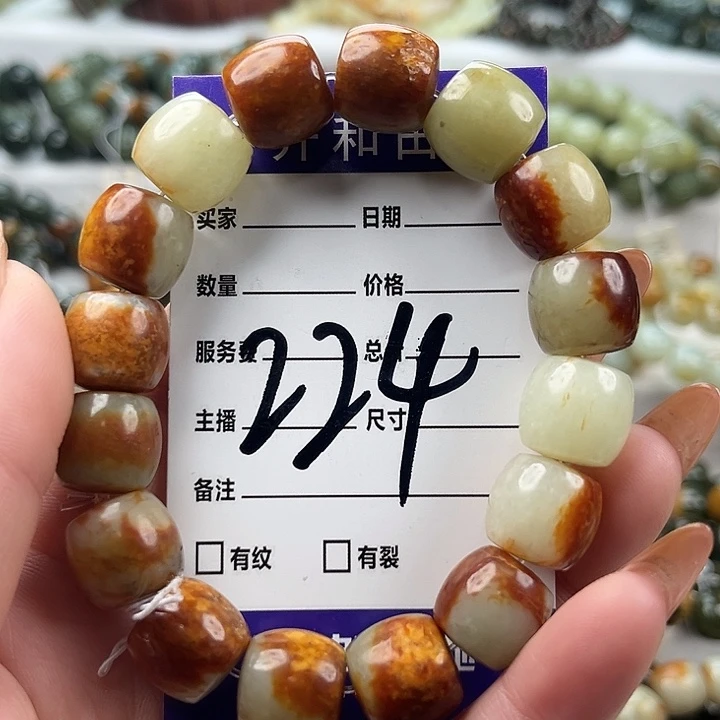 和田
买家 日期
数量 价格
服务费 总
224
主播 尺寸
备注
有纹 有裂